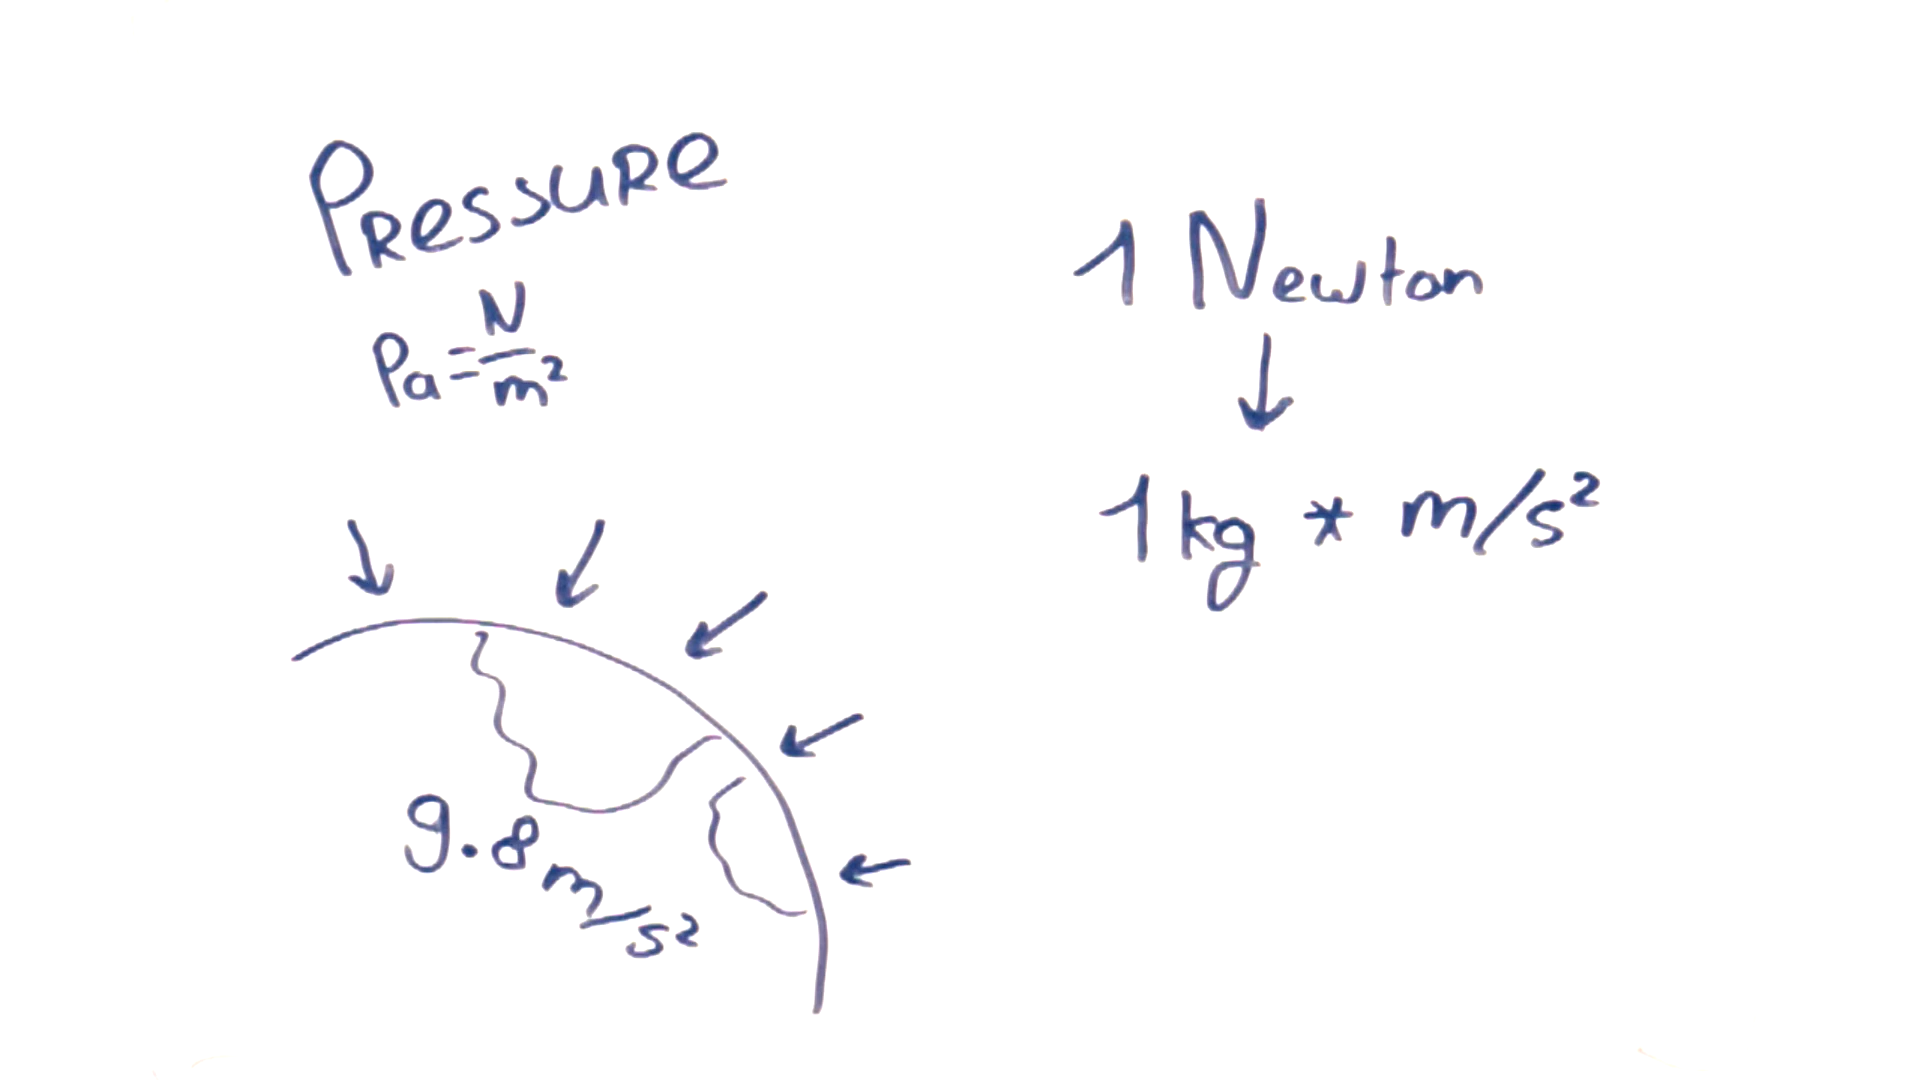 Pressure
Pa = N/m²
1 Newton
↓
1 kg * m/s²
9.8 m/s²